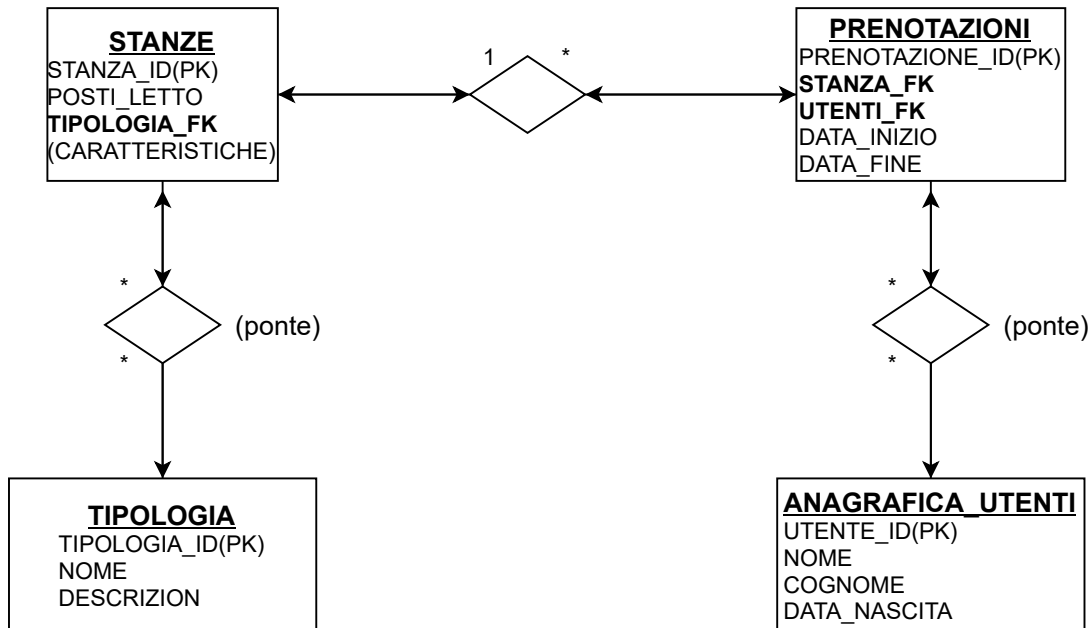 STANZE
STANZA_ID(PK)
POSTI_LETTO
TIPOLOGIA_FK
(CARATTERISTICHE)
1
*
PRENOTAZIONI
PRENOTAZIONE_ID(PK)
STANZA_FK
UTENTI_FK
DATA_INIZIO
DATA_FINE
*
(ponte)
*
*
(ponte)
*
TIPOLOGIA
TIPOLOGIA_ID(PK)
NOME
DESCRIZION
ANAGRAFICA_UTENTI
UTENTE_ID(PK)
NOME
COGNOME
DATA_NASCITA